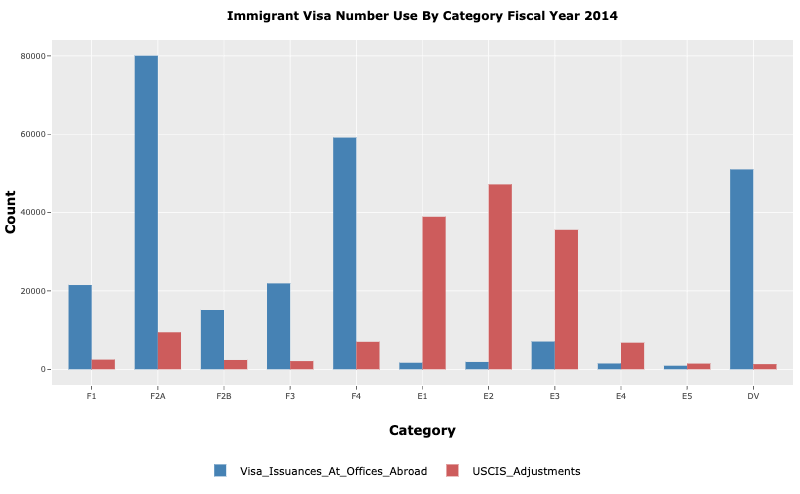 Immigrant Visa Number Use By Category Fiscal Year 2014
Count
80000
60000
40000
20000
0
F1 F2A F2B F3 F4 E1 E2 E3 E4 E5 DV
Category
Visa_Issuances_At_Offices_Abroad USCIS_Adjustments